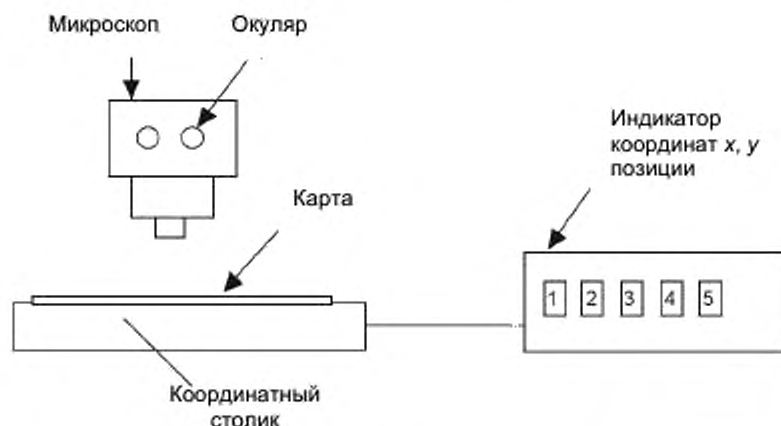 Микроскоп
Окуляр
Индикатор
координат x, y
позиции
Карта
1 2 3 4 5
Координатный
столик